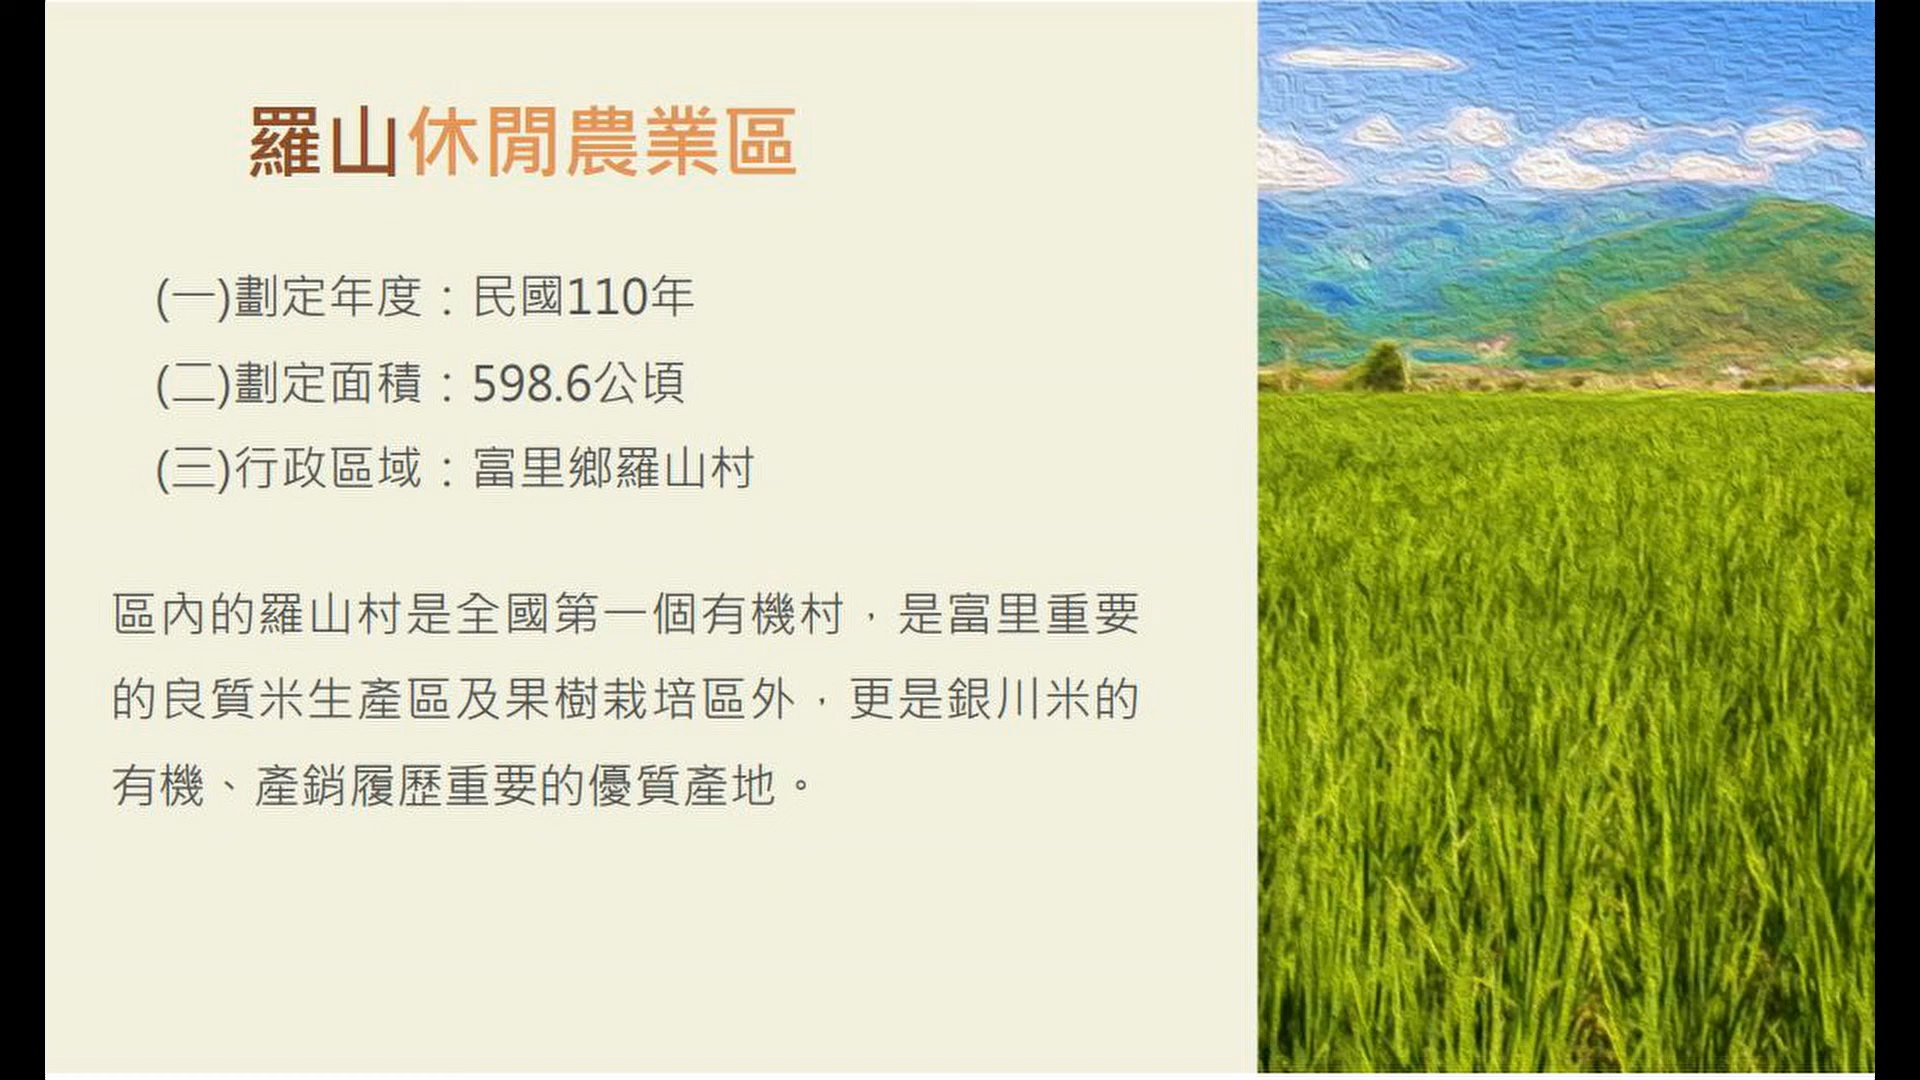 羅山休閒農業區
(一)劃定年度：民國110年
(二)劃定面積：598.6公頃
(三)行政區域：富里鄉羅山村
區內的羅山村是全國第一個有機村，是富里重要
的良質米生產區及果樹栽培區外，更是銀川米的
有機、產銷履歷重要的優質產地。